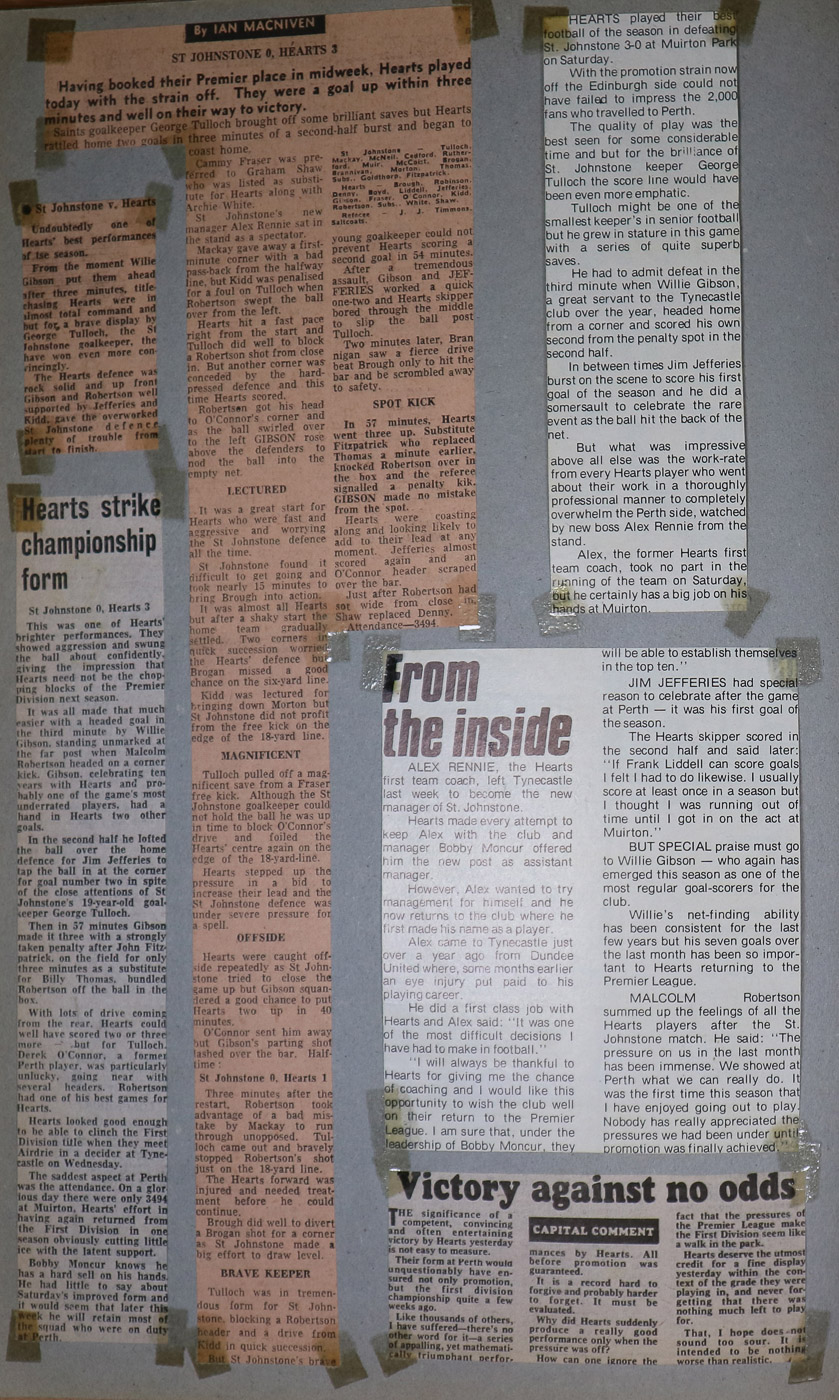 By IAN MACNIVEN
ST JOHNSTONE 0, HEARTS 3
Having booked their Premier place in midweek, Hearts played
today with the strain off. They were a goal up within three
minutes and well on their way to victory.
Saints goalkeeper George Tulloch brought off some brilliant saves but Hearts
rattled home two goals in three minutes of a second-half burst and began to
coast home.
Cammy Fraser was pre-
ferred to Graham Shaw
who was listed as substi-
tute for Hearts along with
Archie White.
St Johnstone's new
manager Alex Rennie sat in
the stand as a spectator.
Mackay gave away a first-
minute corner with a bad
pass-back from the halfway
line, but Kidd was penalised
for a foul on Tulloch when
Robertson swept the ball
over from the left.
Hearts hit a fast pace
right from the start and
Tulloch did well to block
a Robertson shot from close
in. But another corner was
conceded by the hard-
pressed defence and this
time Hearts scored.
Robertson got his head
to O'Connor's corner and
as the ball swirled over
to the left GIBSON rose
above the defenders to
nod the ball into the
empty net.
LECTURED
It was a great start for
Hearts who were fast and
aggressive and worrying
the St Johnstone defence
all the time.
St Johnstone found it
difficult to get going and
took nearly 15 minutes to
bring Brough into action.
It was almost all Hearts
but after a shaky start the
home team gradually
settled. Two corners in
quick succession worried
the Hearts' defence but
Brogan missed a good
chance on the six-yard line.
Kidd was lectured for
bringing down Morton but
St Johnstone did not profit
from the free kick on the
edge of the 18-yard line.
MAGNIFICENT
Tulloch pulled off a mag-
nificent save from a Fraser
free kick. Although the St
Johnstone goalkeeper could
not hold the ball he was up
in time to block O'Connor's
drive and foiled the
Hearts' centre again on the
edge of the 18-yard-line.
Hearts stepped up the
pressure in a bid to
increase their lead and the
St Johnstone defence was
under severe pressure for
a spell.
OFFSIDE
Hearts were caught off-
side repeatedly as St John-
stone tried to close the
game up but Gibson squan-
dered a good chance to put
Hearts two up in 40
minutes.
O'Connor sent him away
but Gibson's parting shot
lashed over the bar. Half-
time :
St Johnstone 0, Hearts 1
Three minutes after the
restart, Robertson took
advantage of a bad mis-
take by Mackay to run
through unopposed. Tul-
loch came out and bravely
stopped Robertson's shot
just on the 18-yard line.
The Hearts forward was
injured and needed treat-
ment before he could
continue.
Brough did well to divert
a Brogan shot for a corner
as St Johnstone made a
big effort to draw level.
BRAVE KEEPER
Tulloch was in tremen-
dous form for St John-
stone, blocking a Robertson
header and a drive from
Kidd in quick succession.
But St Johnstone's brave
St Johnstone — Tulloch,
Mackay, McNeil, Cedford, Ruther-
ford, Muir, McCoist, Brogan,
Brannivan, Morton, Thomas.
Subs., Goldthorp, Fitzpatrick.
Hearts — Brough, Robinson,
Denny, Boyd, Liddell, Jefferies,
Gibson, Fraser, O'Connor, Kidd,
Robertson. Subs., White, Shaw.
Referee — J. J. Timmons,
Saltcoats.
young goalkeeper could not
prevent Hearts scoring a
second goal in 54 minutes.
After a tremendous
assault, Gibson and JEF-
FERIES worked a quick
one-two and Hearts skipper
bored through the middle
to slip the ball past
Tulloch.
Two minutes later, Bran
nigan saw a fierce drive
beat Brough only to hit the
bar and be scrombled away
to safety.
SPOT KICK
In 57 minutes, Hearts
went three up. Substitute
Fitzpatrick who replaced
Thomas a minute earlier,
knocked Robertson over in
the box and the referee
signalled a penalty kik.
GIBSON made no mistake
from the spot.
Hearts were coasting
along and looking likely to
add to their lead at any
moment. Jefferies almost
scored again and an
O'Connor header scraped
over the bar.
Just after Robertson had
sot wide from close in,
Shaw replaced Denny.
Attendance—3494.
● St Johnstone v. Hearts
Undoubtedly one of
Hearts' best performances
of tse season.
From the moment Wilie
Gibson put them ahead
after three minutes, title-
chasing Hearts were in
almost total command and
but for a brave display by
George Tulloch, the St
Johnstone goalkeeper, the
have won even more con-
vincingly.
The Hearts defence was
rock solid and up front
Gibson and Robertson well
supported by Jefferies and
Kidd, gave the overworked
St Johnstone defence
plenty of trouble from
start to finish.
Hearts strike
championship
form
St Johnstone 0, Hearts 3
This was one of Hearts'
brighter performances. They
showed aggression and swung
the ball about confidently,
giving the impression that
Hearts need not be the chop-
ping blocks of the Premier
Division next season.
It was all made that much
easier with a headed goal in
the third minute by Willie
Gibson, standing unmarked at
the far post when Malcolm
Robertson headed on a corner
kick. Gibson, celebrating ten
years with Hearts and pro-
bably one of the game's most
underrated players, had a
hand in Hearts two other
goals.
In the second half he lofted
the ball over the home
defence for Jim Jefferies to
tap the ball in at the corner
for goal number two in spite
of the close attentions of St
Johnstone's 19-year-old goal-
keeper George Tulloch.
Then in 57 minutes Gibson
made it three with a strongly
taken penalty after John Fitz-
patrick, on the field for only
three minutes as a substitute
for Billy Thomas, bundled
Robertson off the ball in the
box.
With lots of drive coming
from the rear, Hearts could
well have scored two or three
more — but for Tulloch.
Derek O'Connor, a former
Perth player, was particularly
unlucky, going near with
several headers. Robertson
had one of his best games for
Hearts.
Hearts looked good enough
to be able to clinch the First
Division title when they meet
Airdrie in a decider at Tyne-
castle on Wednesday.
The saddest aspect at Perth
was the attendance. On a glor-
ious day there were only 3494
at Muirton, Hearts' effort in
having again returned from
the First Division in one
season obviously cutting little
ice with the latent support.
Bobby Moncur knows he
has a hard sell on his hands.
He had little to say about
Saturday's improved form and
it would seem that later this
week he will retain most of
the squad who were on duty
at Perth.
HEARTS played their best
football of the season in defeating
St. Johnstone 3-0 at Muirton Park
on Saturday.
With the promotion strain now
off the Edinburgh side could not
have failed to impress the 2,000
fans who travelled to Perth.
The quality of play was the
best seen for some considerable
time and but for the brilliance of
St. Johnstone keeper George
Tulloch the score line would have
been even more emphatic.
Tulloch might be one of the
smallest keeper's in senior football
but he grew in stature in this game
with a series of quite superb
saves.
He had to admit defeat in the
third minute when Willie Gibson,
a great servant to the Tynecastle
club over the year, headed home
from a corner and scored his own
second from the penalty spot in the
second half.
In between times Jim Jefferies
burst on the scene to score his first
goal of the season and he did a
somersault to celebrate the rare
event as the ball hit the back of the
net.
But what was impressive
above all else was the work-rate
from every Hearts player who went
about their work in a thoroughly
professional manner to completely
overwhelm the Perth side, watched
by new boss Alex Rennie from the
stand.
Alex, the former Hearts first
team coach, took no part in the
running of the team on Saturday,
but he certainly has a big job on his
hands at Muirton.
From
the inside
ALEX RENNIE, the Hearts
first team coach, left Tynecastle
last week to become the new
manager of St. Johnstone.
Hearts made every attempt to
keep Alex with the club and
manager Bobby Moncur offered
him the new post as assistant
manager.
However, Alex wanted to try
management for himself and he
now returns to the club where he
first made his name as a player.
Alex came to Tynecastle just
over a year ago from Dundee
United where, some months earlier
an eye injury put paid to his
playing career.
He did a first class job with
Hearts and Alex said: "It was one
of the most difficult decisions I
have had to make in football."
"I will always be thankful to
Hearts for giving me the chance
of coaching and I would like this
opportunity to wish the club well
on their return to the Premier
League. I am sure that, under the
leadership of Bobby Moncur, they
will be able to establish themselves
in the top ten."
JIM JEFFERIES had special
reason to celebrate after the game
at Perth — it was his first goal of
the season.
The Hearts skipper scored in
the second half and said later:
"If Frank Liddell can score goals
I felt I had to do likewise. I usually
score at least once in a season but
I thought I was running out of
time until I got in on the act at
Muirton."
BUT SPECIAL praise must go
to Willie Gibson — who again has
emerged this season as one of the
most regular goal-scorers for the
club.
Willie's net-finding ability
has been consistent for the last
few years but his seven goals over
the last month has been so impor-
tant to Hearts returning to the
Premier League.
MALCOLM Robertson
summed up the feelings of all the
Hearts players after the St.
Johnstone match. He said: "The
pressure on us in the last month
has been immense. We showed at
Perth what we can really do. It
was the first time this season that
I have enjoyed going out to play.
Nobody has really appreciated the
pressures we had been under until
promotion was finally achieved."
Victory against no odds
THE significance of a
competent, convincing
and often entertaining
victory by Hearts yesterday
is not easy to measure.
Their form at Perth would
unquestionably have en-
sured not only promotion,
but the first division
championship quite a few
weeks ago.
Like thousands of others,
I have suffered—there's no
other word for it—a series
of appalling, yet mathemati-
cally triumphant perfor-
CAPITAL COMMENT
mances by Hearts. All
before promotion was
guaranteed.
It is a record hard to
forgive and probably harder
to forget. It must be
evaluated.
Why did Hearts suddenly
produce a really good
performance only when the
pressure was off?
How can one ignore the
fact that the pressures of
the Premier League make
the First Division seem like
a walk in the park.
Hearts deserve the utmost
credit for a fine display
yesterday within the con-
text of the grade they were
playing in, and never for-
getting that there was
nothing much left to play
for.
That, I hope does not
sound too sour. It is
intended to be nothing
worse than realistic.